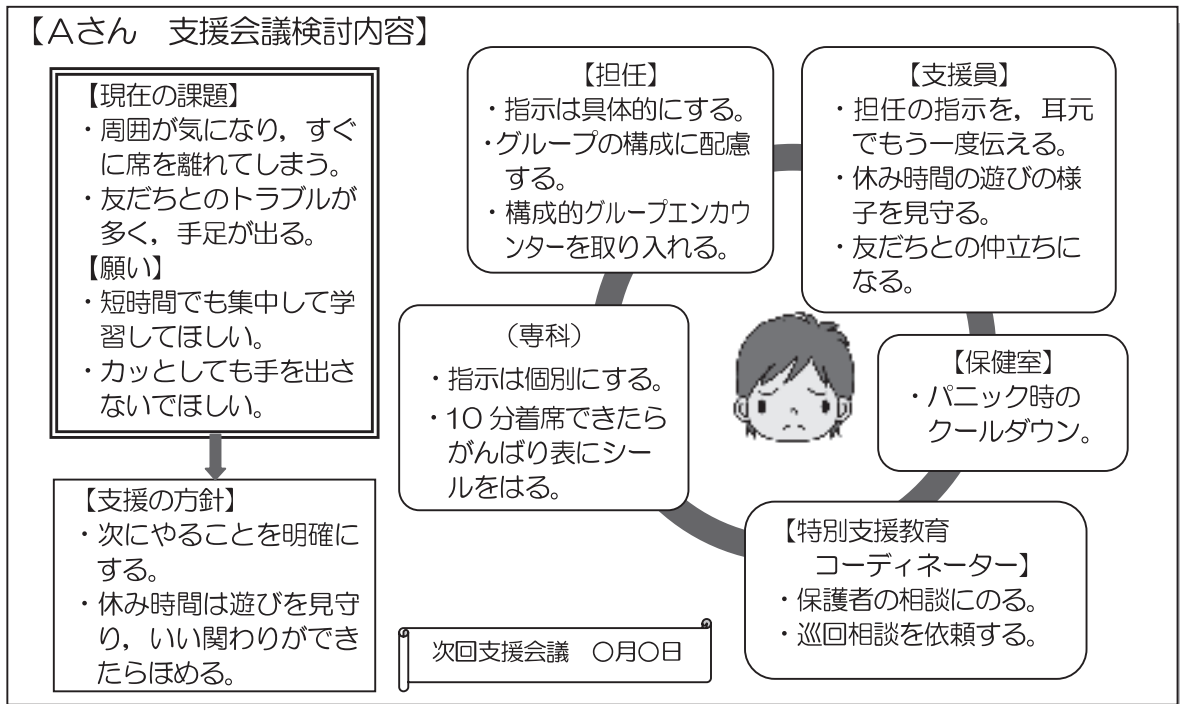 【Aさん　支援会議検討内容】
【現在の課題】
・周囲が気になり，すぐ
に席を離れてしまう。
・友だちとのトラブルが
多く，手足が出る。
【願い】
・短時間でも集中して学
習してほしい。
・カッとしても手を出さ
ないでほしい。
【支援の方針】
・次にやることを明確に
する。
・休み時間は遊びを見守
り，いい関わりができ
たらほめる。
【担任】
・指示は具体的にする。
・グループの構成に配慮
する。
・構成的グループエンカウ
ンターを取り入れる。
【支援員】
・担任の指示を，耳元
でもう一度伝える。
・休み時間の遊びの様
子を見守る。
・友だちとの仲立ちに
なる。
（専科）
・指示は個別にする。
・10 分着席できたら
がんばり表にシー
ルをはる。
【保健室】
・パニック時の
クールダウン。
【特別支援教育
コーディネーター】
・保護者の相談にのる。
・巡回相談を依頼する。
次回支援会議　○月○日